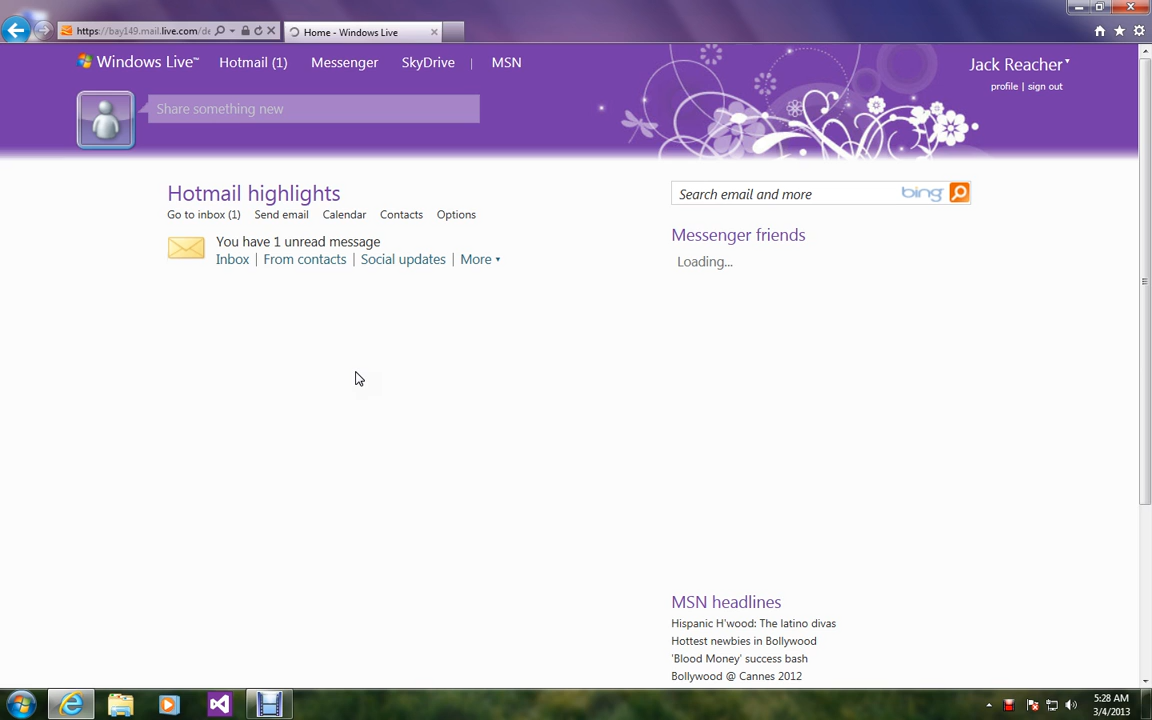 https://bay149.mail.live.com/de
Home - Windows Live
Windows Live™ Hotmail (1) Messenger SkyDrive | MSN
Jack Reacher
profile | sign out
Share something new
Hotmail highlights
Go to inbox (1) Send email Calendar Contacts Options
You have 1 unread message
Inbox | From contacts | Social updates | More
Search email and more bing
Messenger friends
Loading...
MSN headlines
Hispanic H'wood: The latino divas
Hottest newbies in Bollywood
'Blood Money' success bash
Bollywood @ Cannes 2012
5:28 AM
3/4/2013